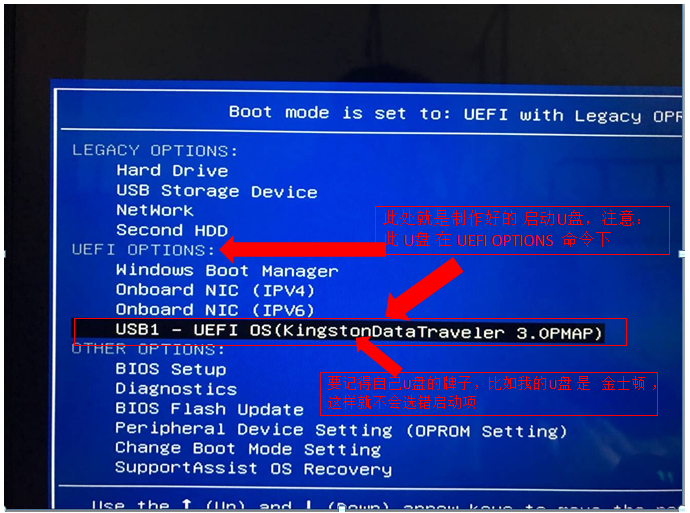 Boot mode is set to: UEFI with Legacy OPR
LEGACY OPTIONS:
Hard Drive
USB Storage Device
NetWork
Second HDD
此处就是制作好的 启动U盘，注意：
此 U盘 在 UEFI OPTIONS 命令下
UEFI OPTIONS:
Windows Boot Manager
Onboard NIC (IPV4)
Onboard NIC (IPV6)
USB1 - UEFI OS(KingstonDataTraveler 3.0PMAP)
OTHER OPTIONS:
BIOS Setup
Diagnostics
BIOS Flash Update
Peripheral Device Setting (OPROM Setting)
Change Boot Mode Setting
SupportAssist OS Recovery
要记得自己U盘的牌子，比如我的U盘 是 金士顿 ，
这样就不会选错启动项
Use the ↑ (Up) and ↓ (Down) arrow keys to move the